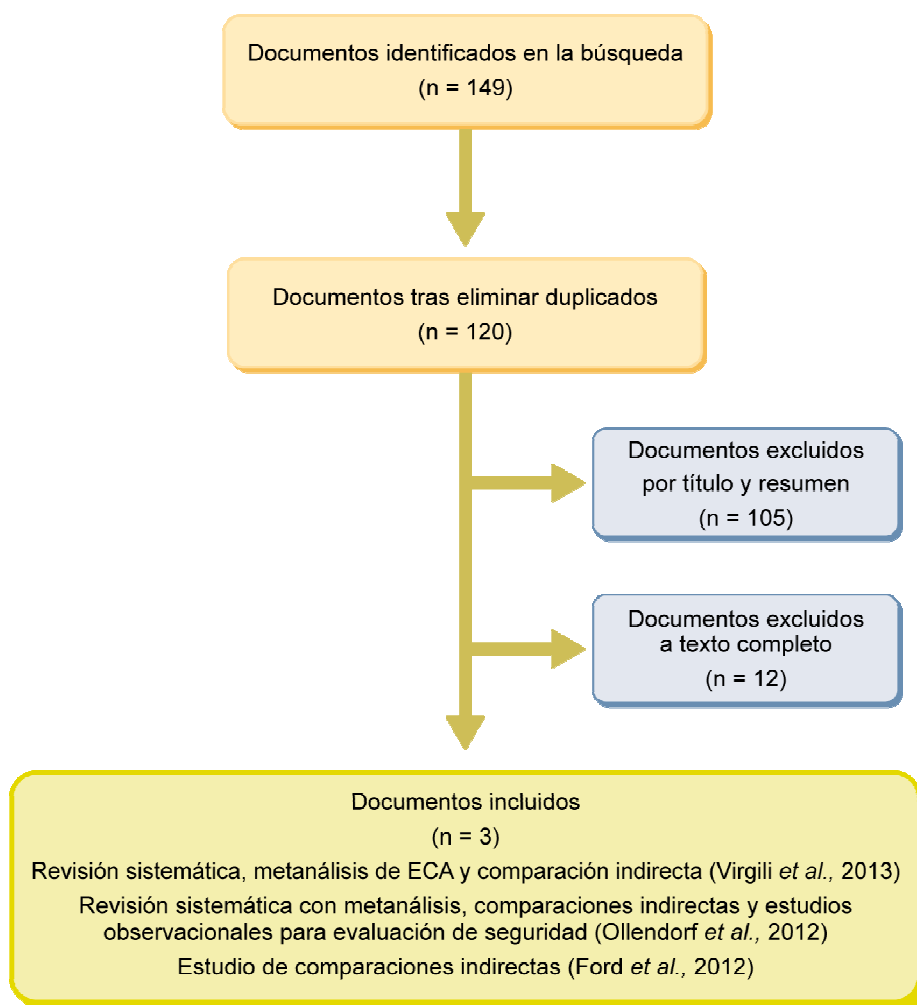 Documentos identificados en la búsqueda
(n = 149)
Documentos tras eliminar duplicados
(n = 120)
Documentos excluidos
por título y resumen
(n = 105)
Documentos excluidos
a texto completo
(n = 12)
Documentos incluidos
(n = 3)
Revisión sistemática, metanálisis de ECA y comparación indirecta (Virgili et al., 2013)
Revisión sistemática con metanálisis, comparaciones indirectas y estudios
observacionales para evaluación de seguridad (Ollendorf et al., 2012)
Estudio de comparaciones indirectas (Ford et al., 2012)